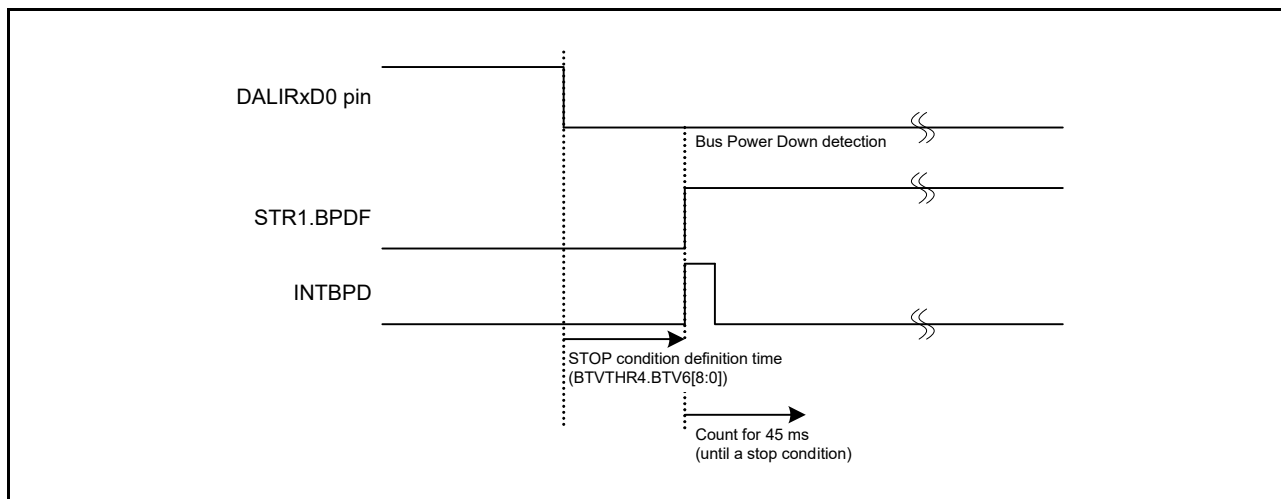 DALIRxD0 pin
Bus Power Down detection
STR1.BPDF
INTBPD
STOP condition definition time
(BTVTHR4.BTV6[8:0])
Count for 45 ms
(until a stop condition)